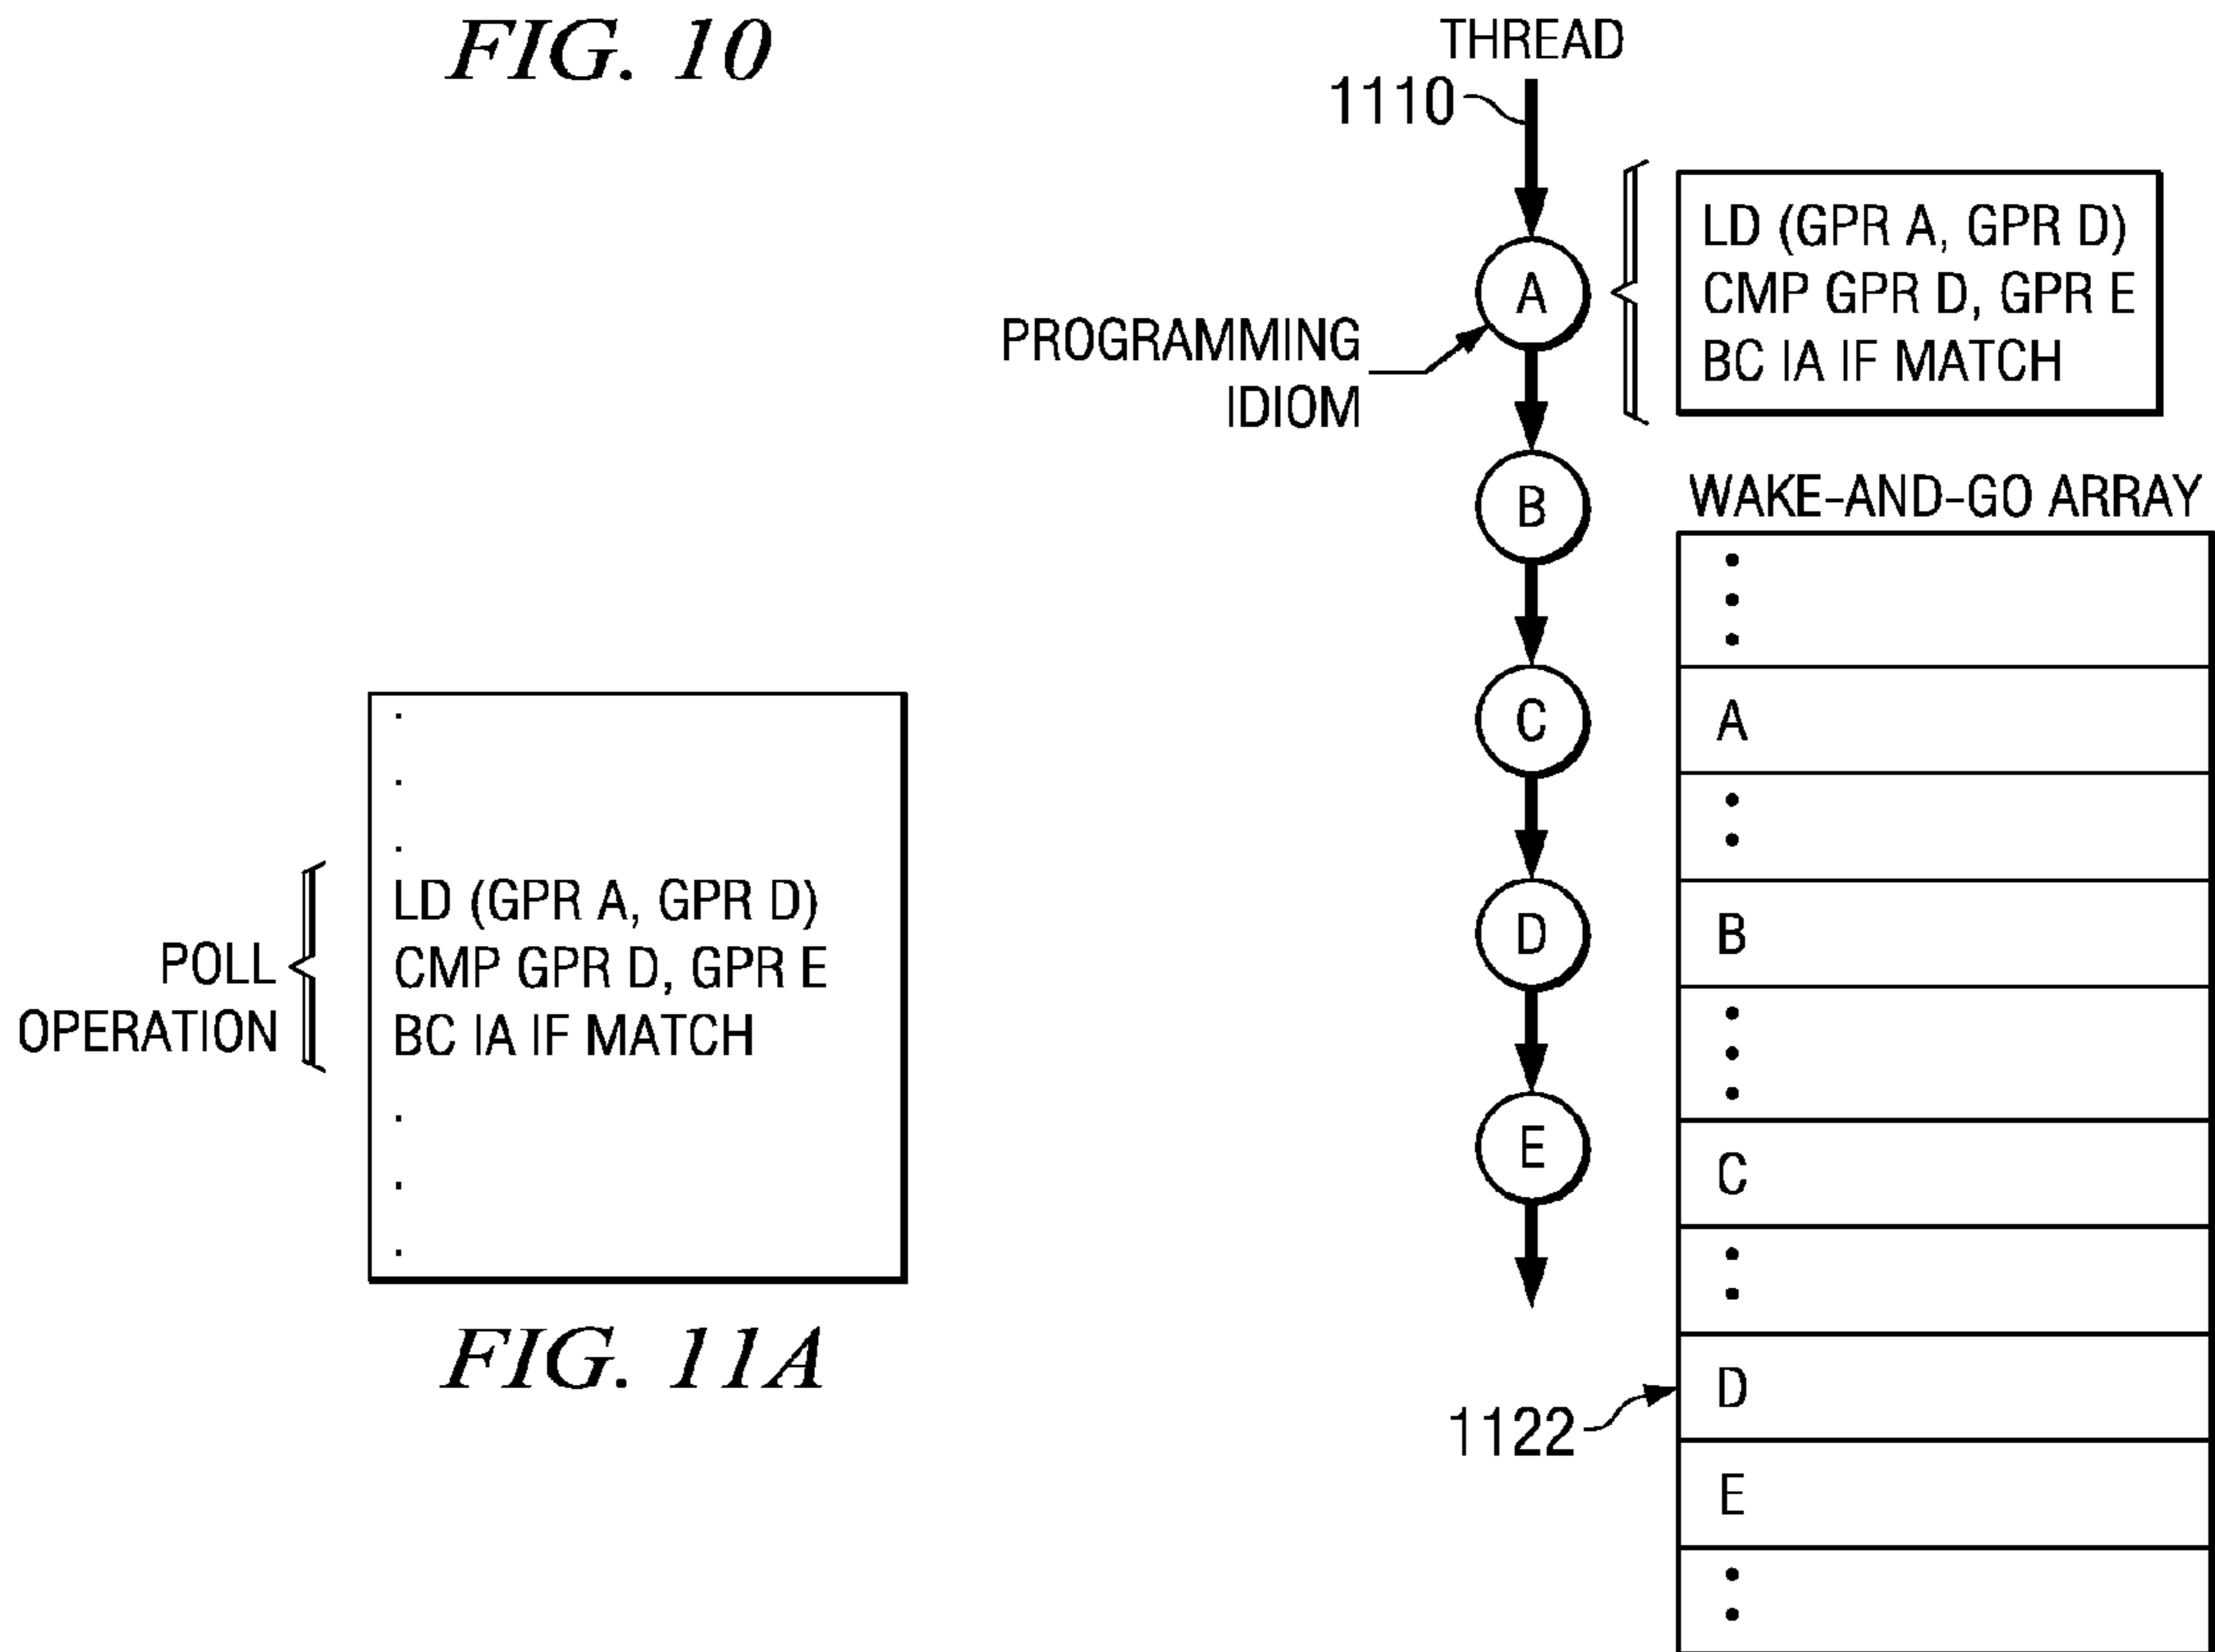 FIG. 10
THREAD
1110
A
PROGRAMMING
IDIOM
LD (GPR A, GPR D)
CMP GPR D, GPR E
BC IA IF MATCH
B
C
D
E
WAKE-AND-GO ARRAY
A
B
C
D
E
1122
POLL
OPERATION
LD (GPR A, GPR D)
CMP GPR D, GPR E
BC IA IF MATCH
FIG. 11A